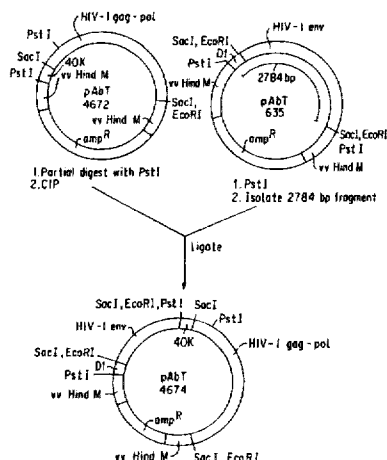 HIV-1 gag-pol
PstI
SacI
PstI
40K
vv Hind M
pAbT
4672
SacI,
EcoRI
vv Hind M
ampR
1.Partial digest with PstI
2.CIP
HIV-1 env
SacI, EcoRI
D1
PstI
2784 bp
vv Hind M
pAbT
635
SacI,EcoRI
PstI
ampR
vv Hind M
1. PstI
2. Isolate 2784 bp fragment
ligate
SacI,EcoRI,PstI
SacI
PstI
HIV-1 env
40K
HIV-1 gag-pol
SacI,EcoRI
D1
PstI
vv Hind M
pAbT
4674
ampR
vv Hind M
SacI, EcoRI